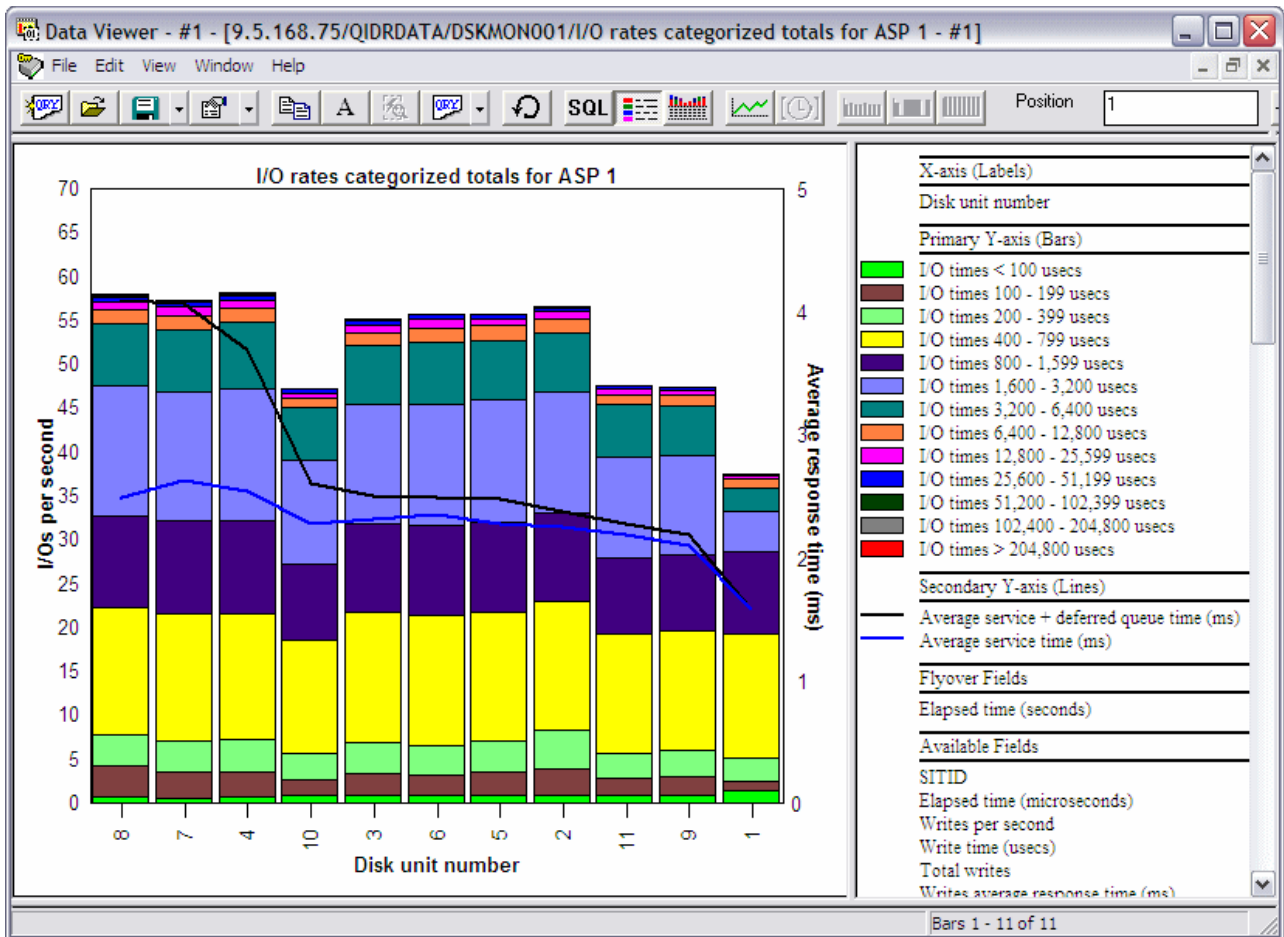 Data Viewer - #1 - [9.5.168.75/QIDRDATA/DSKMON001/I/O rates categorized totals for ASP 1 - #1]
File Edit View Window Help
QRY A QRY SQL Position 1
I/O rates categorized totals for ASP 1
70
65
60
55
50
45
40
35
30
25
20
15
10
5
0
I/Os per second
5
4
3
2
1
0
Average response time (ms)
8 7 4 10 3 6 5 2 11 9 1
Disk unit number
X-axis (Labels)
Disk unit number
Primary Y-axis (Bars)
I/O times < 100 usecs
I/O times 100 - 199 usecs
I/O times 200 - 399 usecs
I/O times 400 - 799 usecs
I/O times 800 - 1,599 usecs
I/O times 1,600 - 3,200 usecs
I/O times 3,200 - 6,400 usecs
I/O times 6,400 - 12,800 usecs
I/O times 12,800 - 25,599 usecs
I/O times 25,600 - 51,199 usecs
I/O times 51,200 - 102,399 usecs
I/O times 102,400 - 204,800 usecs
I/O times > 204,800 usecs
Secondary Y-axis (Lines)
Average service + deferred queue time (ms)
Average service time (ms)
Flyover Fields
Elapsed time (seconds)
Available Fields
SITID
Elapsed time (microseconds)
Writes per second
Write time (usecs)
Total writes
Writes average response time (ms)
Bars 1 - 11 of 11